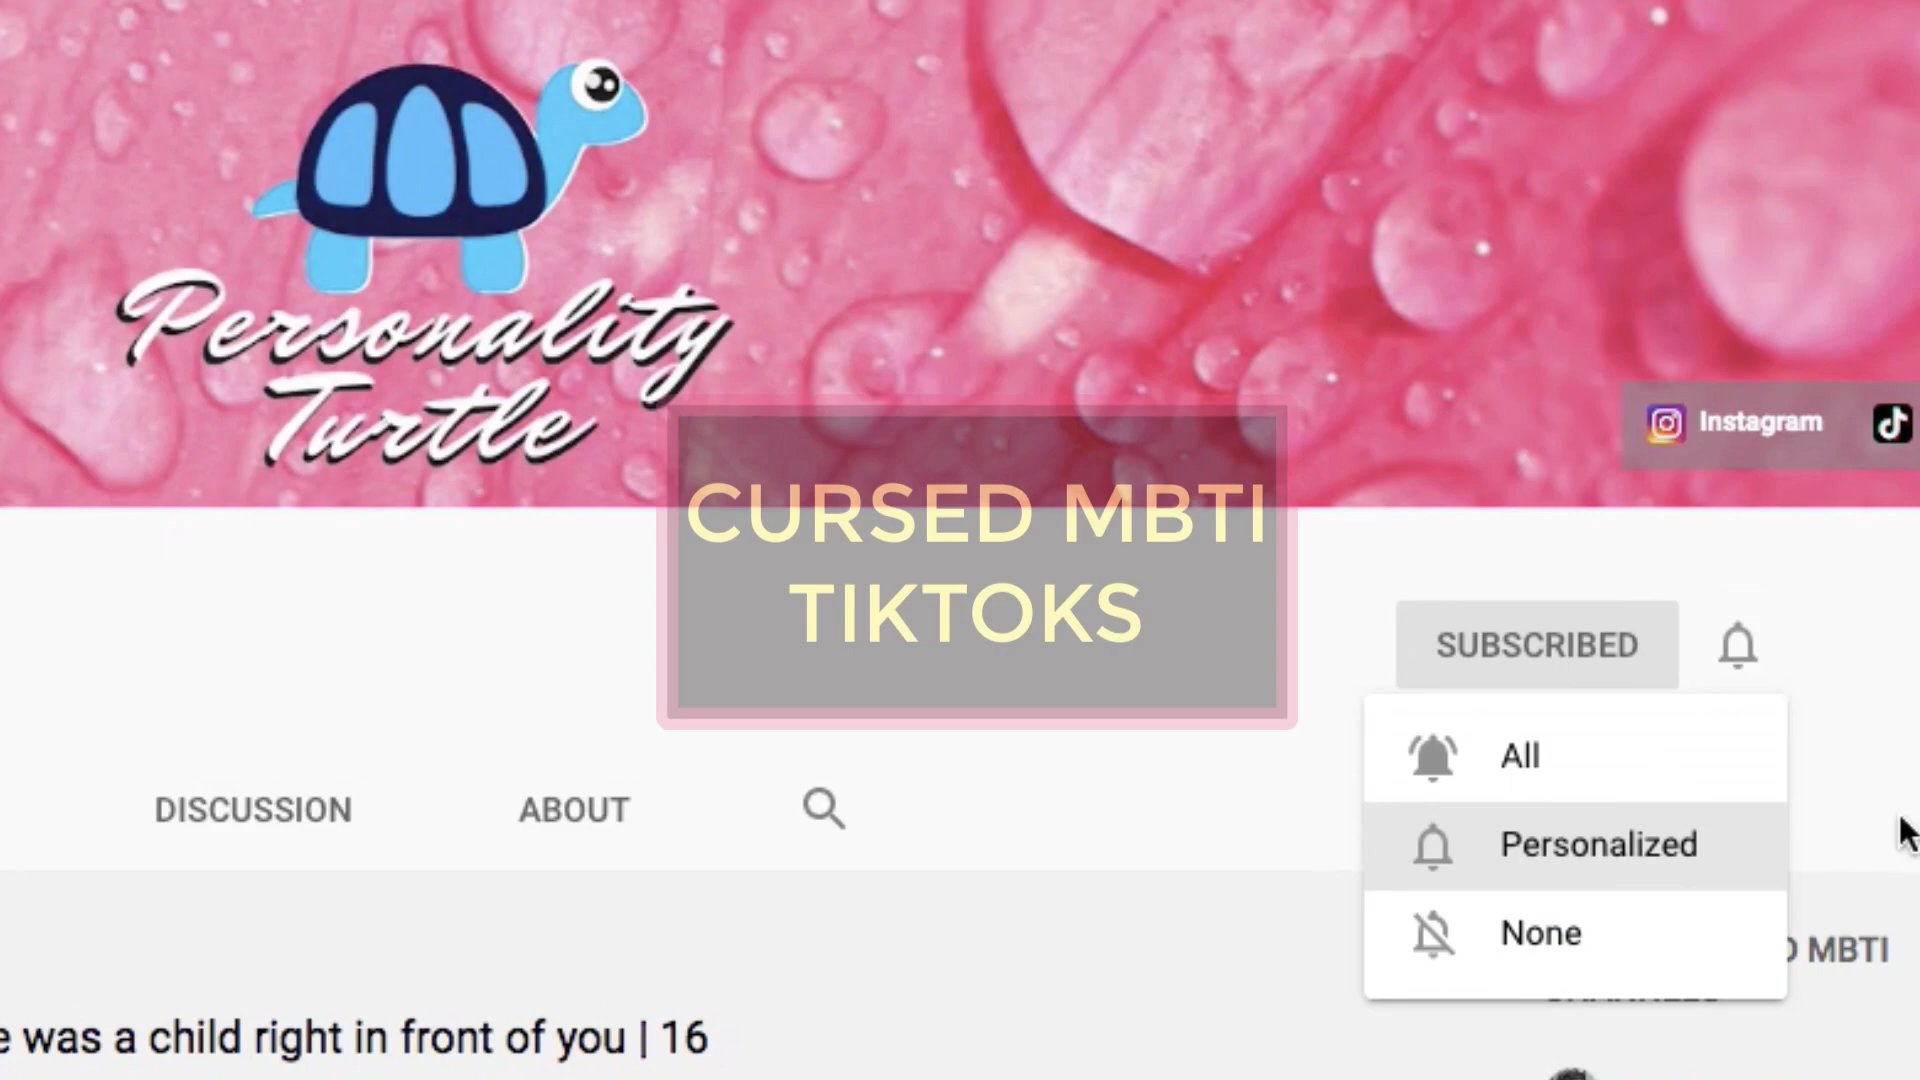 Personality
Turtle
Instagram
CURSED MBTI
TIKTOKS
SUBSCRIBED
All
DISCUSSION
ABOUT
Personalized
None
MBTI
was a child right in front of you | 16